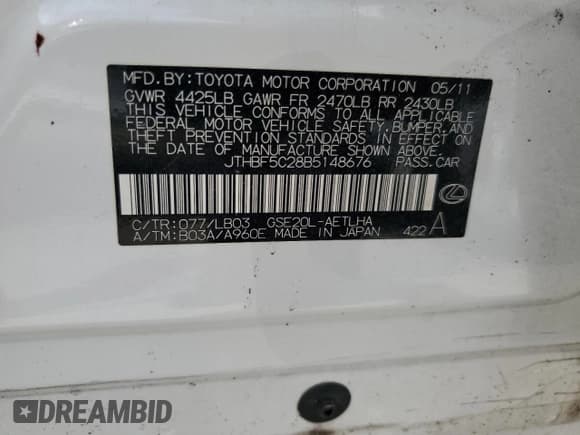 MFD.BY:TOYOTA MOTOR CORPORATION 05/11
GVWR 4425LB GAWR FR 2470LB RR 2430LB
THIS VEHICLE CONFORMS TO ALL APPLICABLE
FEDERAL MOTOR VEHICLE SAFETY,BUMPER,AND
THEFT PREVENTION STANDARDS IN EFFECT ON
THE DATE OF MANUFACTURE SHOWN ABOVE.
JTHBF5C28B5148676 PASS.CAR
C/TR:077/LB03 GSE20L-AETLHA
A/TM:B03A/A960E MADE IN JAPAN 422 A
DREAMBID